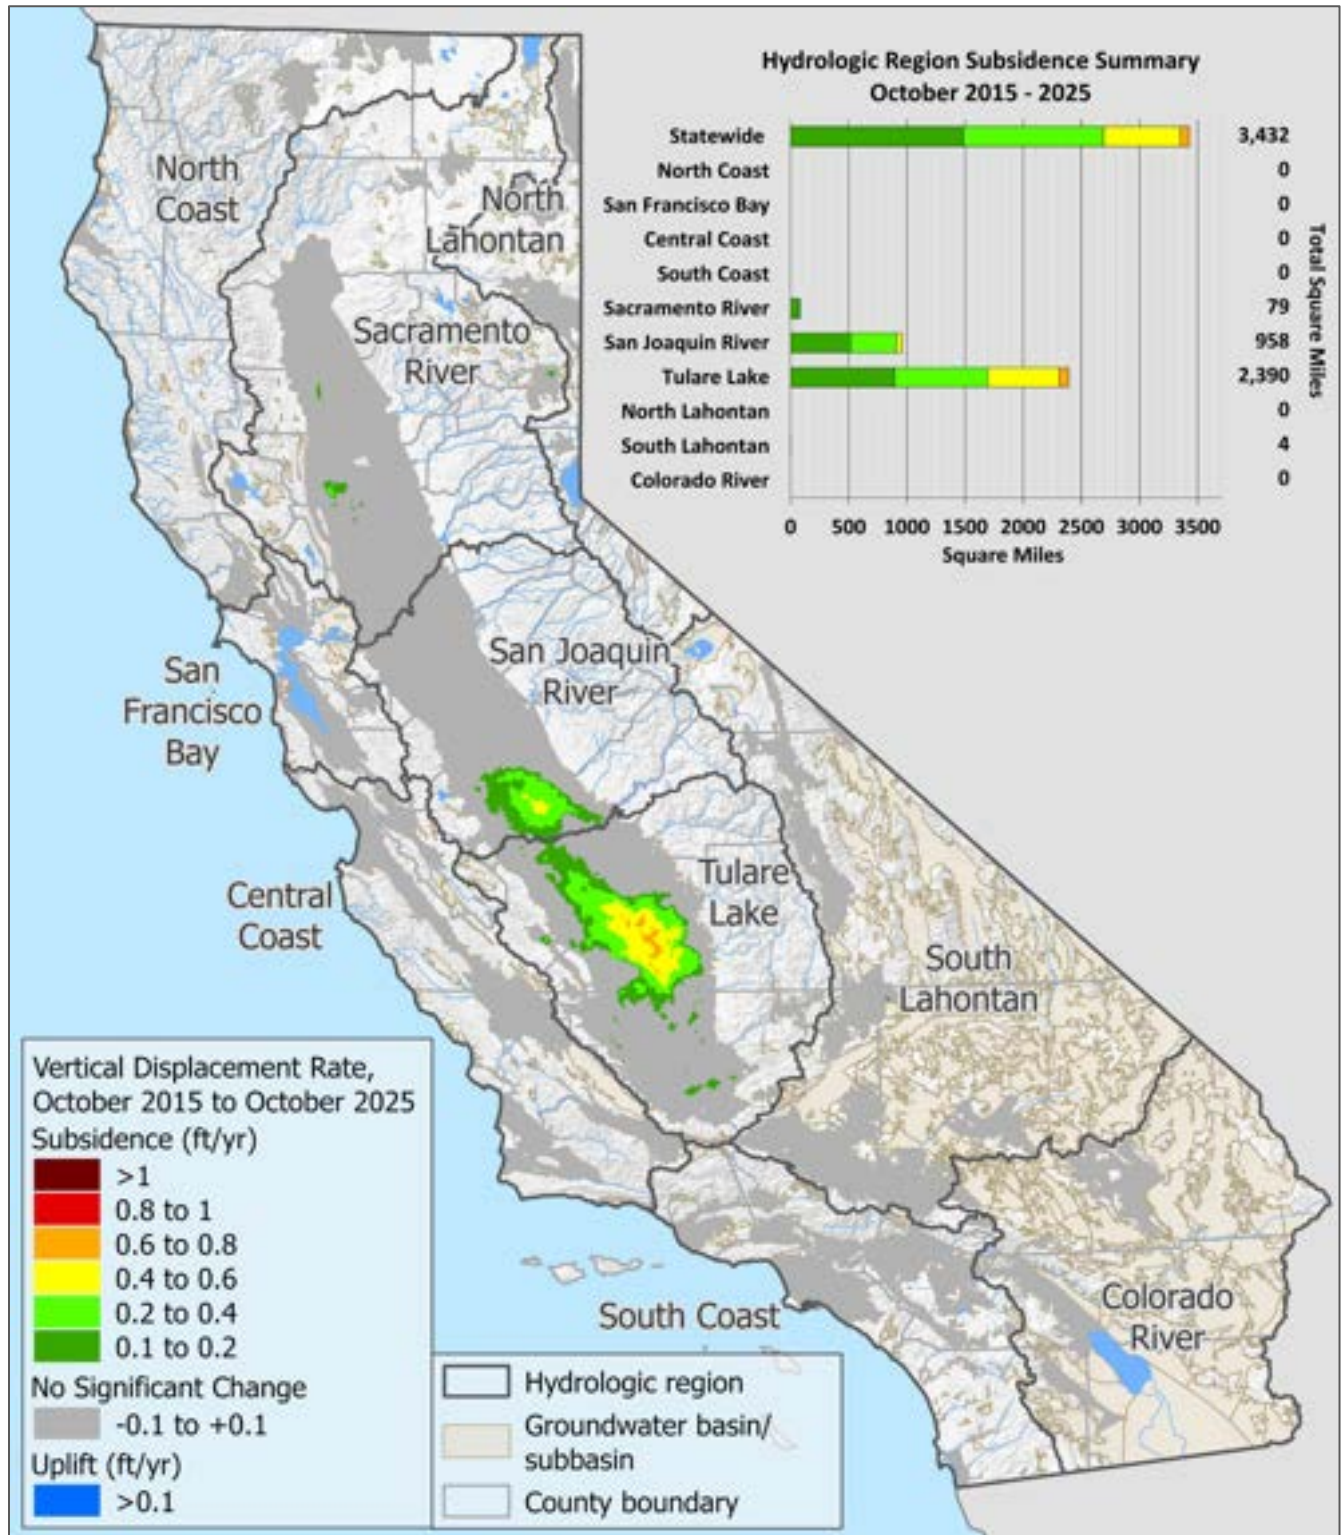 Hydrologic Region Subsidence Summary
October 2015 - 2025
Statewide 3,432
North Coast 0
San Francisco Bay 0
Central Coast 0
South Coast 0
Sacramento River 79
San Joaquin River 958
Tulare Lake 2,390
North Lahontan 0
South Lahontan 4
Colorado River 0
Total Square Miles
0 500 1000 1500 2000 2500 3000 3500
Square Miles
North
Coast
North
Lahontan
Sacramento
River
San Joaquin
River
San
Francisco
Bay
Tulare
Lake
Central
Coast
South
Lahontan
South Coast
Colorado
River
Vertical Displacement Rate,
October 2015 to October 2025
Subsidence (ft/yr)
>1
0.8 to 1
0.6 to 0.8
0.4 to 0.6
0.2 to 0.4
0.1 to 0.2
No Significant Change
-0.1 to +0.1
Uplift (ft/yr)
>0.1
Hydrologic region
Groundwater basin/
subbasin
County boundary